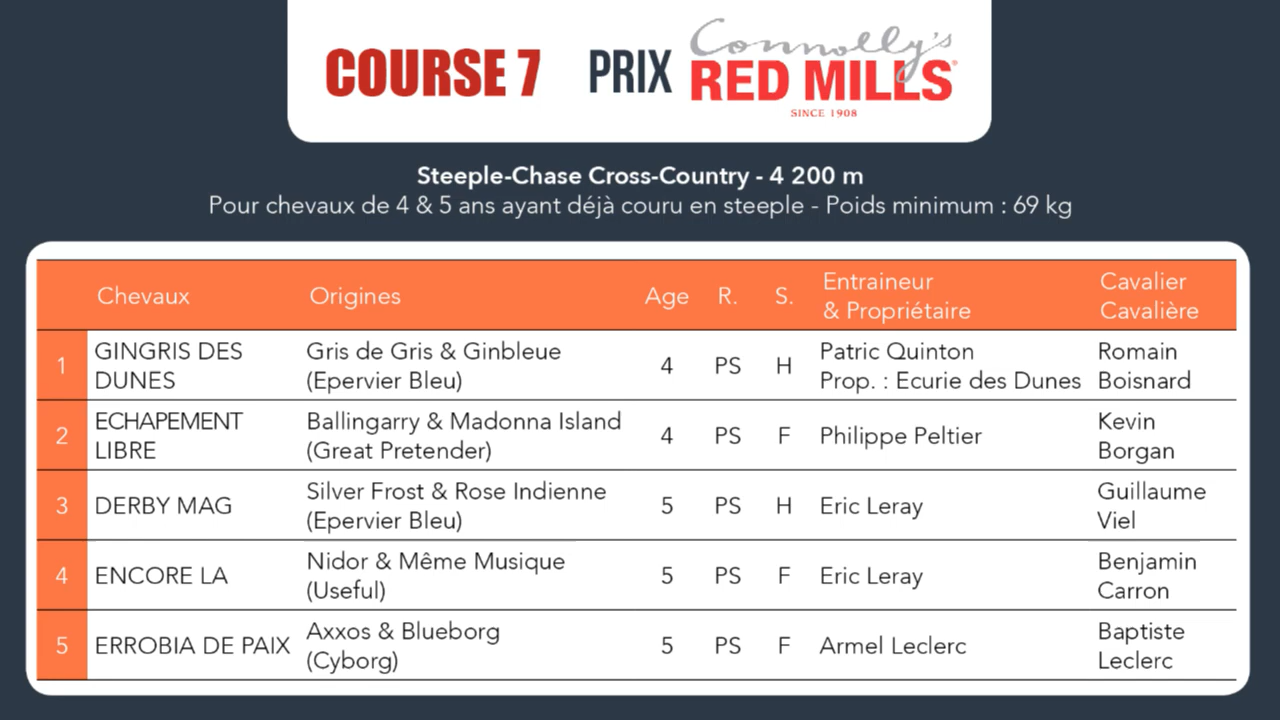 COURSE 7 PRIX Connolly's RED MILLS®
SINCE 1908
Steeple-Chase Cross-Country - 4 200 m
Pour chevaux de 4 & 5 ans ayant déjà couru en steeple - Poids minimum : 69 kg
Chevaux Origines Age R. S. Entraineur & Propriétaire Cavalier Cavalière
1 GINGRIS DES DUNES Gris de Gris & Ginbleue (Epervier Bleu) 4 PS H Patric Quinton Prop. : Ecurie des Dunes Romain Boisnard
2 ECHAPEMENT LIBRE Ballingarry & Madonna Island (Great Pretender) 4 PS F Philippe Peltier Kevin Borgan
3 DERBY MAG Silver Frost & Rose Indienne (Epervier Bleu) 5 PS H Eric Leray Guillaume Viel
4 ENCORE LA Nidor & Même Musique (Useful) 5 PS F Eric Leray Benjamin Carron
5 ERROBIA DE PAIX Axxos & Blueborg (Cyborg) 5 PS F Armel Leclerc Baptiste Leclerc